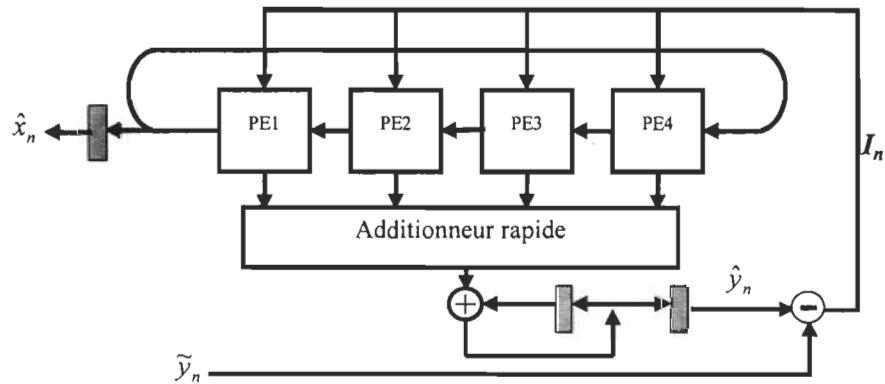 PE1 PE2 PE3 PE4
x̂ₙ
Iₙ
Additionneur rapide
+
ŷₙ
−
ỹₙ